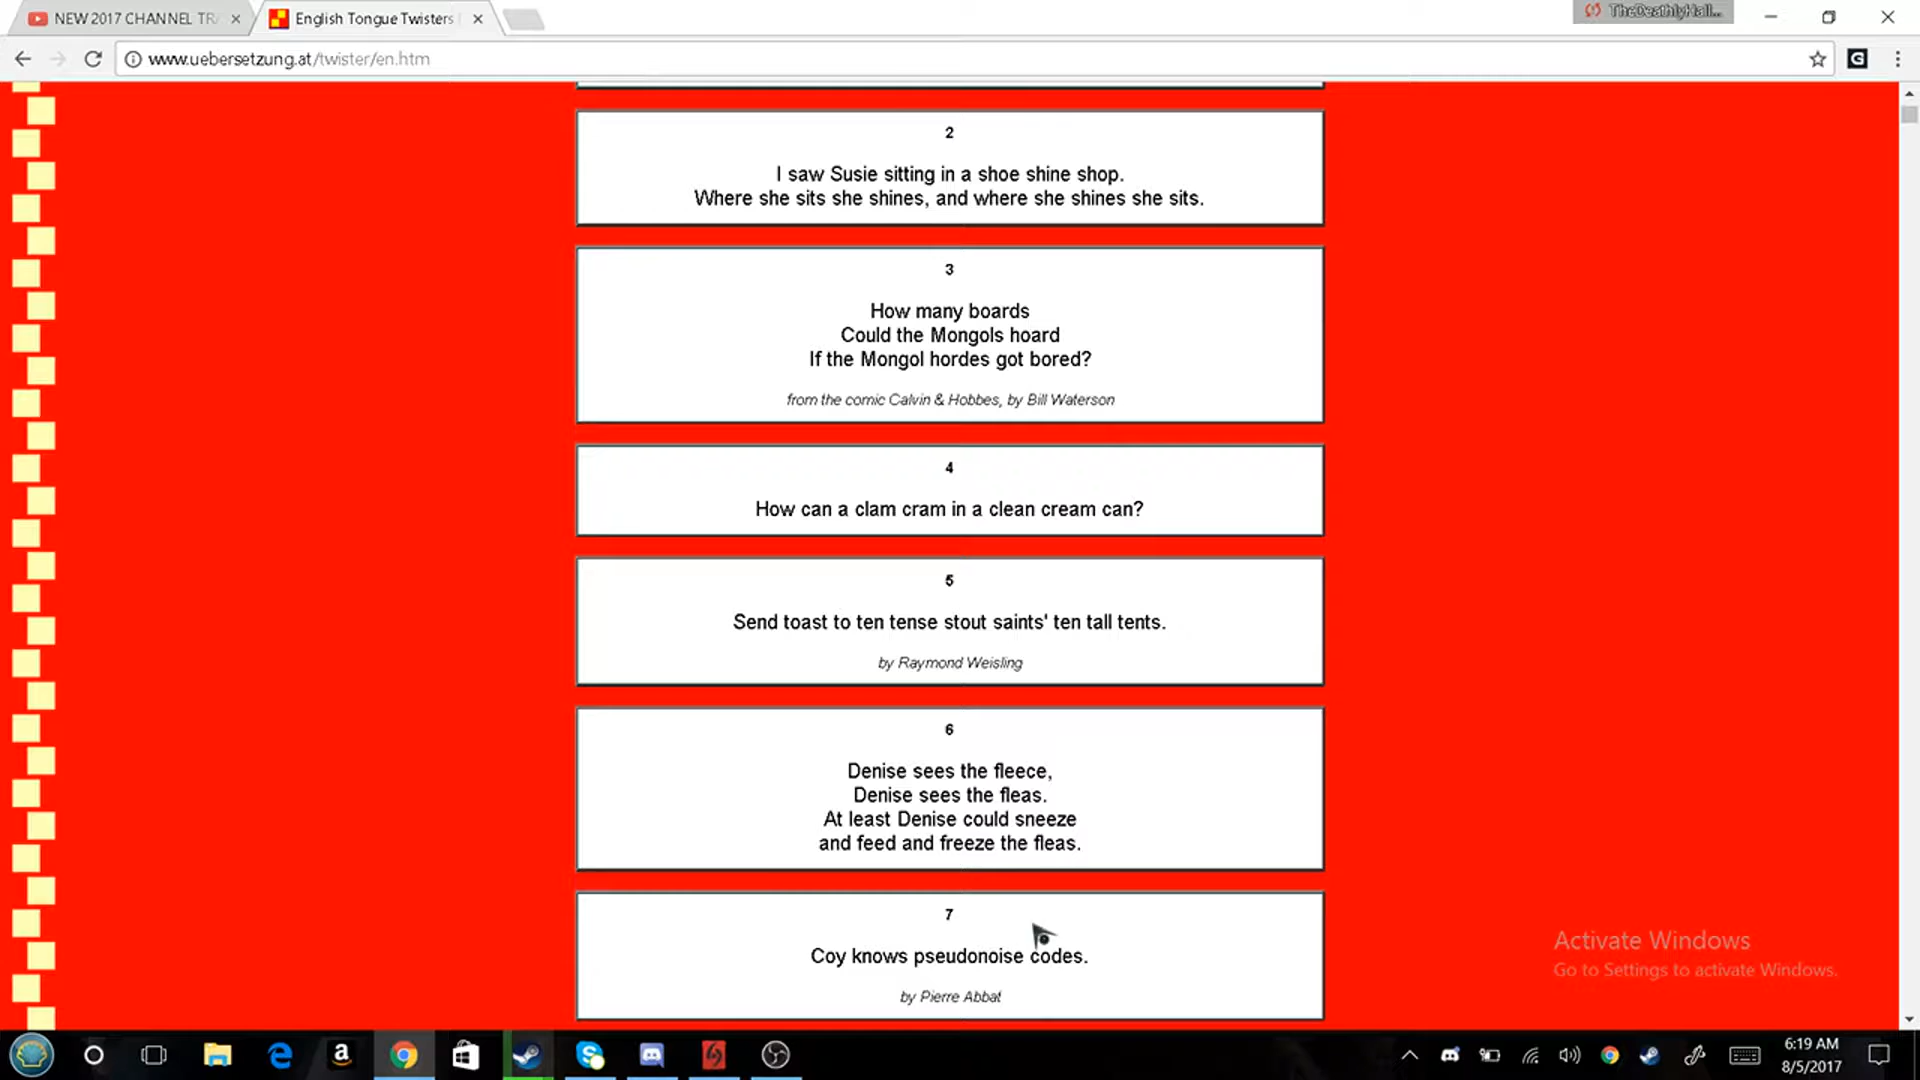 NEW 2017 CHANNEL TR
English Tongue Twisters
TheDeathlyHall...
www.uebersetzung.at/twister/en.htm
2
I saw Susie sitting in a shoe shine shop.
Where she sits she shines, and where she shines she sits.
3
How many boards
Could the Mongols hoard
If the Mongol hordes got bored?
from the comic Calvin & Hobbes, by Bill Waterson
4
How can a clam cram in a clean cream can?
5
Send toast to ten tense stout saints' ten tall tents.
by Raymond Weisling
6
Denise sees the fleece,
Denise sees the fleas.
At least Denise could sneeze
and feed and freeze the fleas.
7
Coy knows pseudonoise codes.
by Pierre Abbat
Activate Windows
Go to Settings to activate Windows.
6:19 AM
8/5/2017